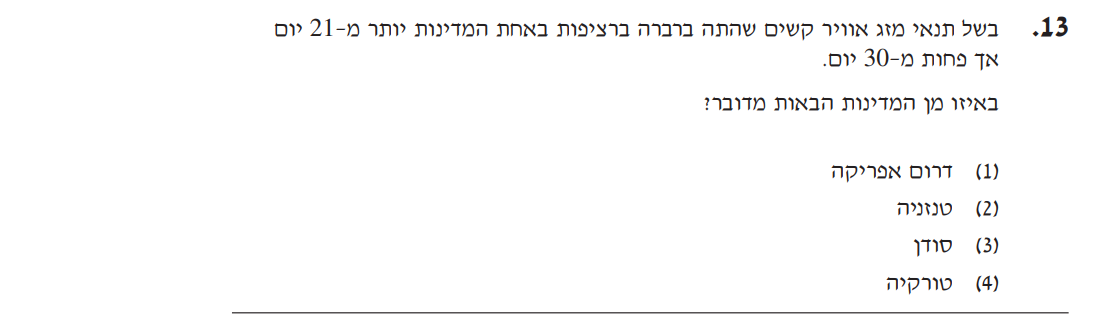 13. בשל תנאי מזג אוויר קשים שהתה ברברה ברציפות באחת המדינות יותר מ-21 יום
אך פחות מ-30 יום.
באיזו מן המדינות הבאות מדובר?
(1) דרום אפריקה
(2) טנזניה
(3) סודן
(4) טורקיה